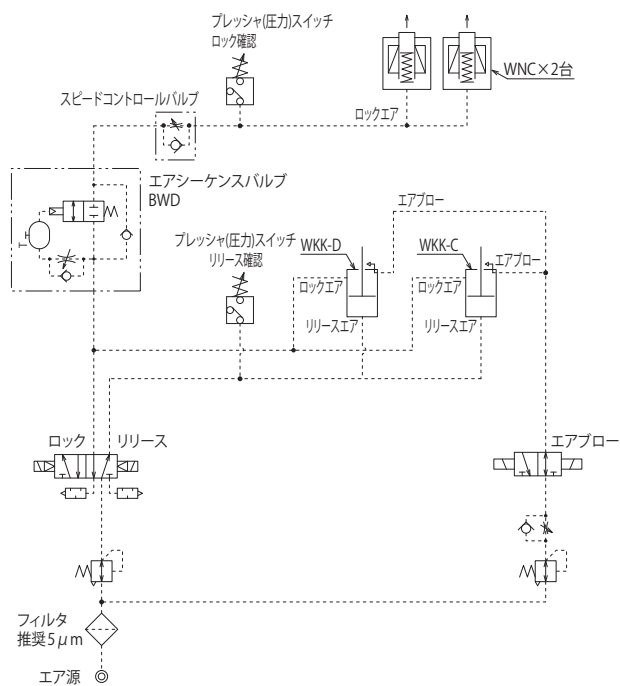 プレッシャ(圧力)スイッチ
ロック確認
WNC×2台
スピードコントロールバルブ
ロックエア
エアシーケンスバルブ
BWD
エアブロー
プレッシャ(圧力)スイッチ
リリース確認
WKK-D
WKK-C
エアブロー
ロックエア
ロックエア
リリースエア
リリースエア
ロック
リリース
エアブロー
フィルタ
推奨5μm
エア源